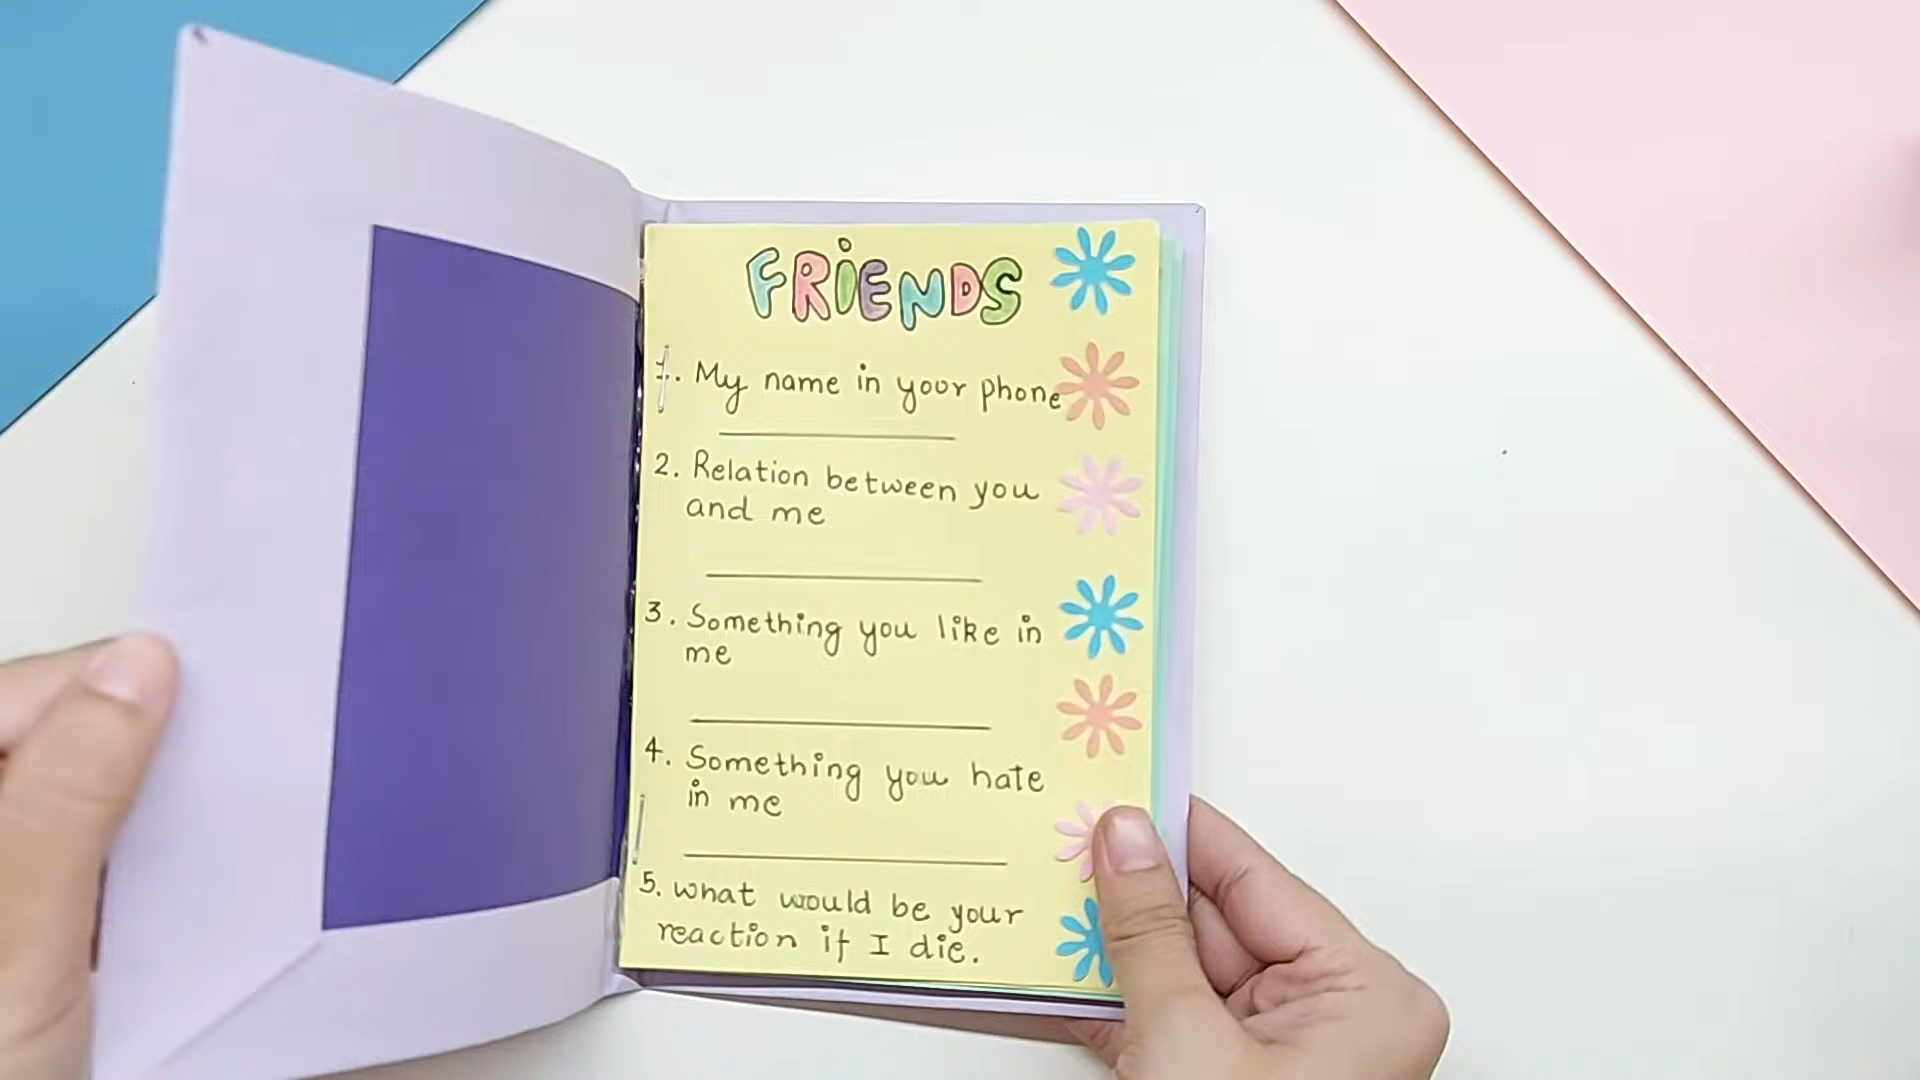 FRiENDS
1. My name in your phone
2. Relation between you
and me
3. Something you like in
me
4. Something you hate
in me
5. what would be your
reaction if I die.